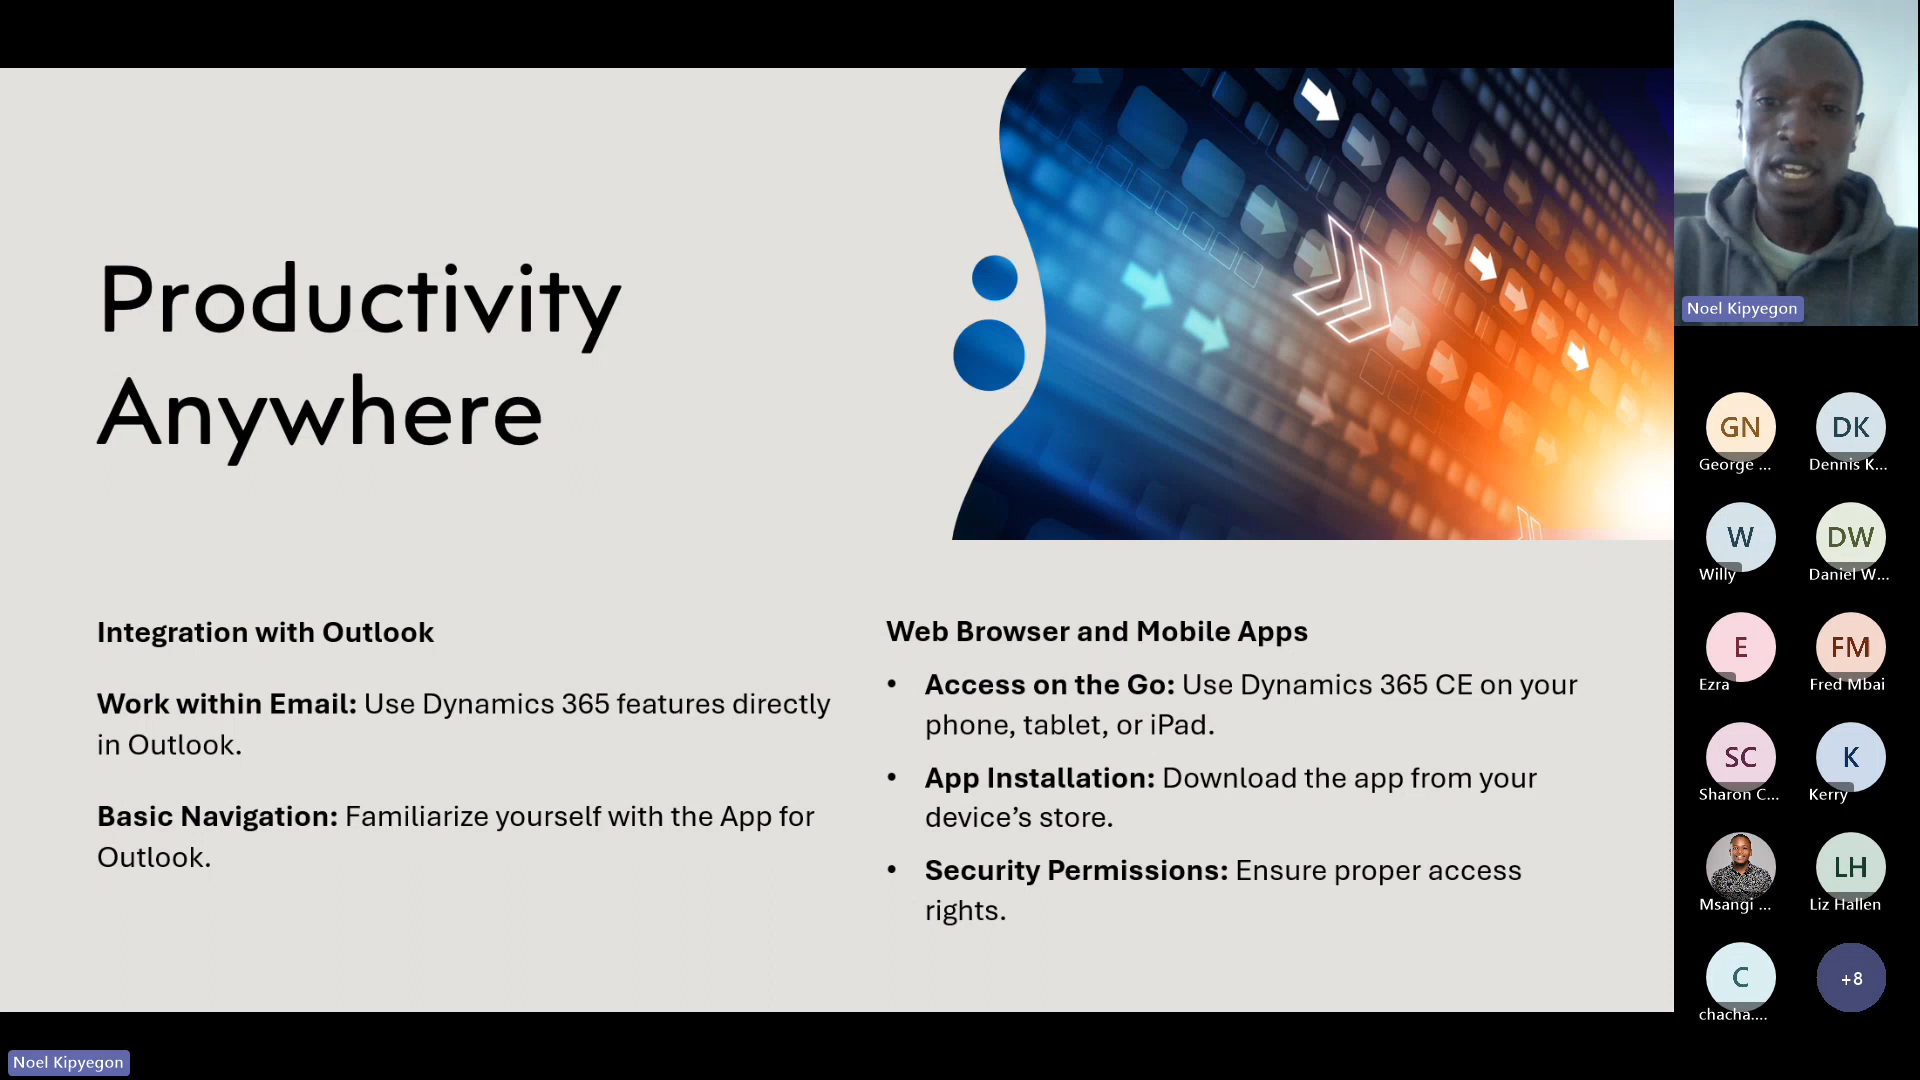 Productivity
Anywhere
Integration with Outlook
Work within Email: Use Dynamics 365 features directly
in Outlook.
Basic Navigation: Familiarize yourself with the App for
Outlook.
Web Browser and Mobile Apps
• Access on the Go: Use Dynamics 365 CE on your
phone, tablet, or iPad.
• App Installation: Download the app from your
device’s store.
• Security Permissions: Ensure proper access
rights.
Noel Kipyegon
GN
George ...
DK
Dennis K...
W
Willy
DW
Daniel W...
E
Ezra
FM
Fred Mbai
SC
Sharon C...
K
Kerry
Msangi ...
LH
Liz Hallen
C
chacha....
+8
Noel Kipyegon